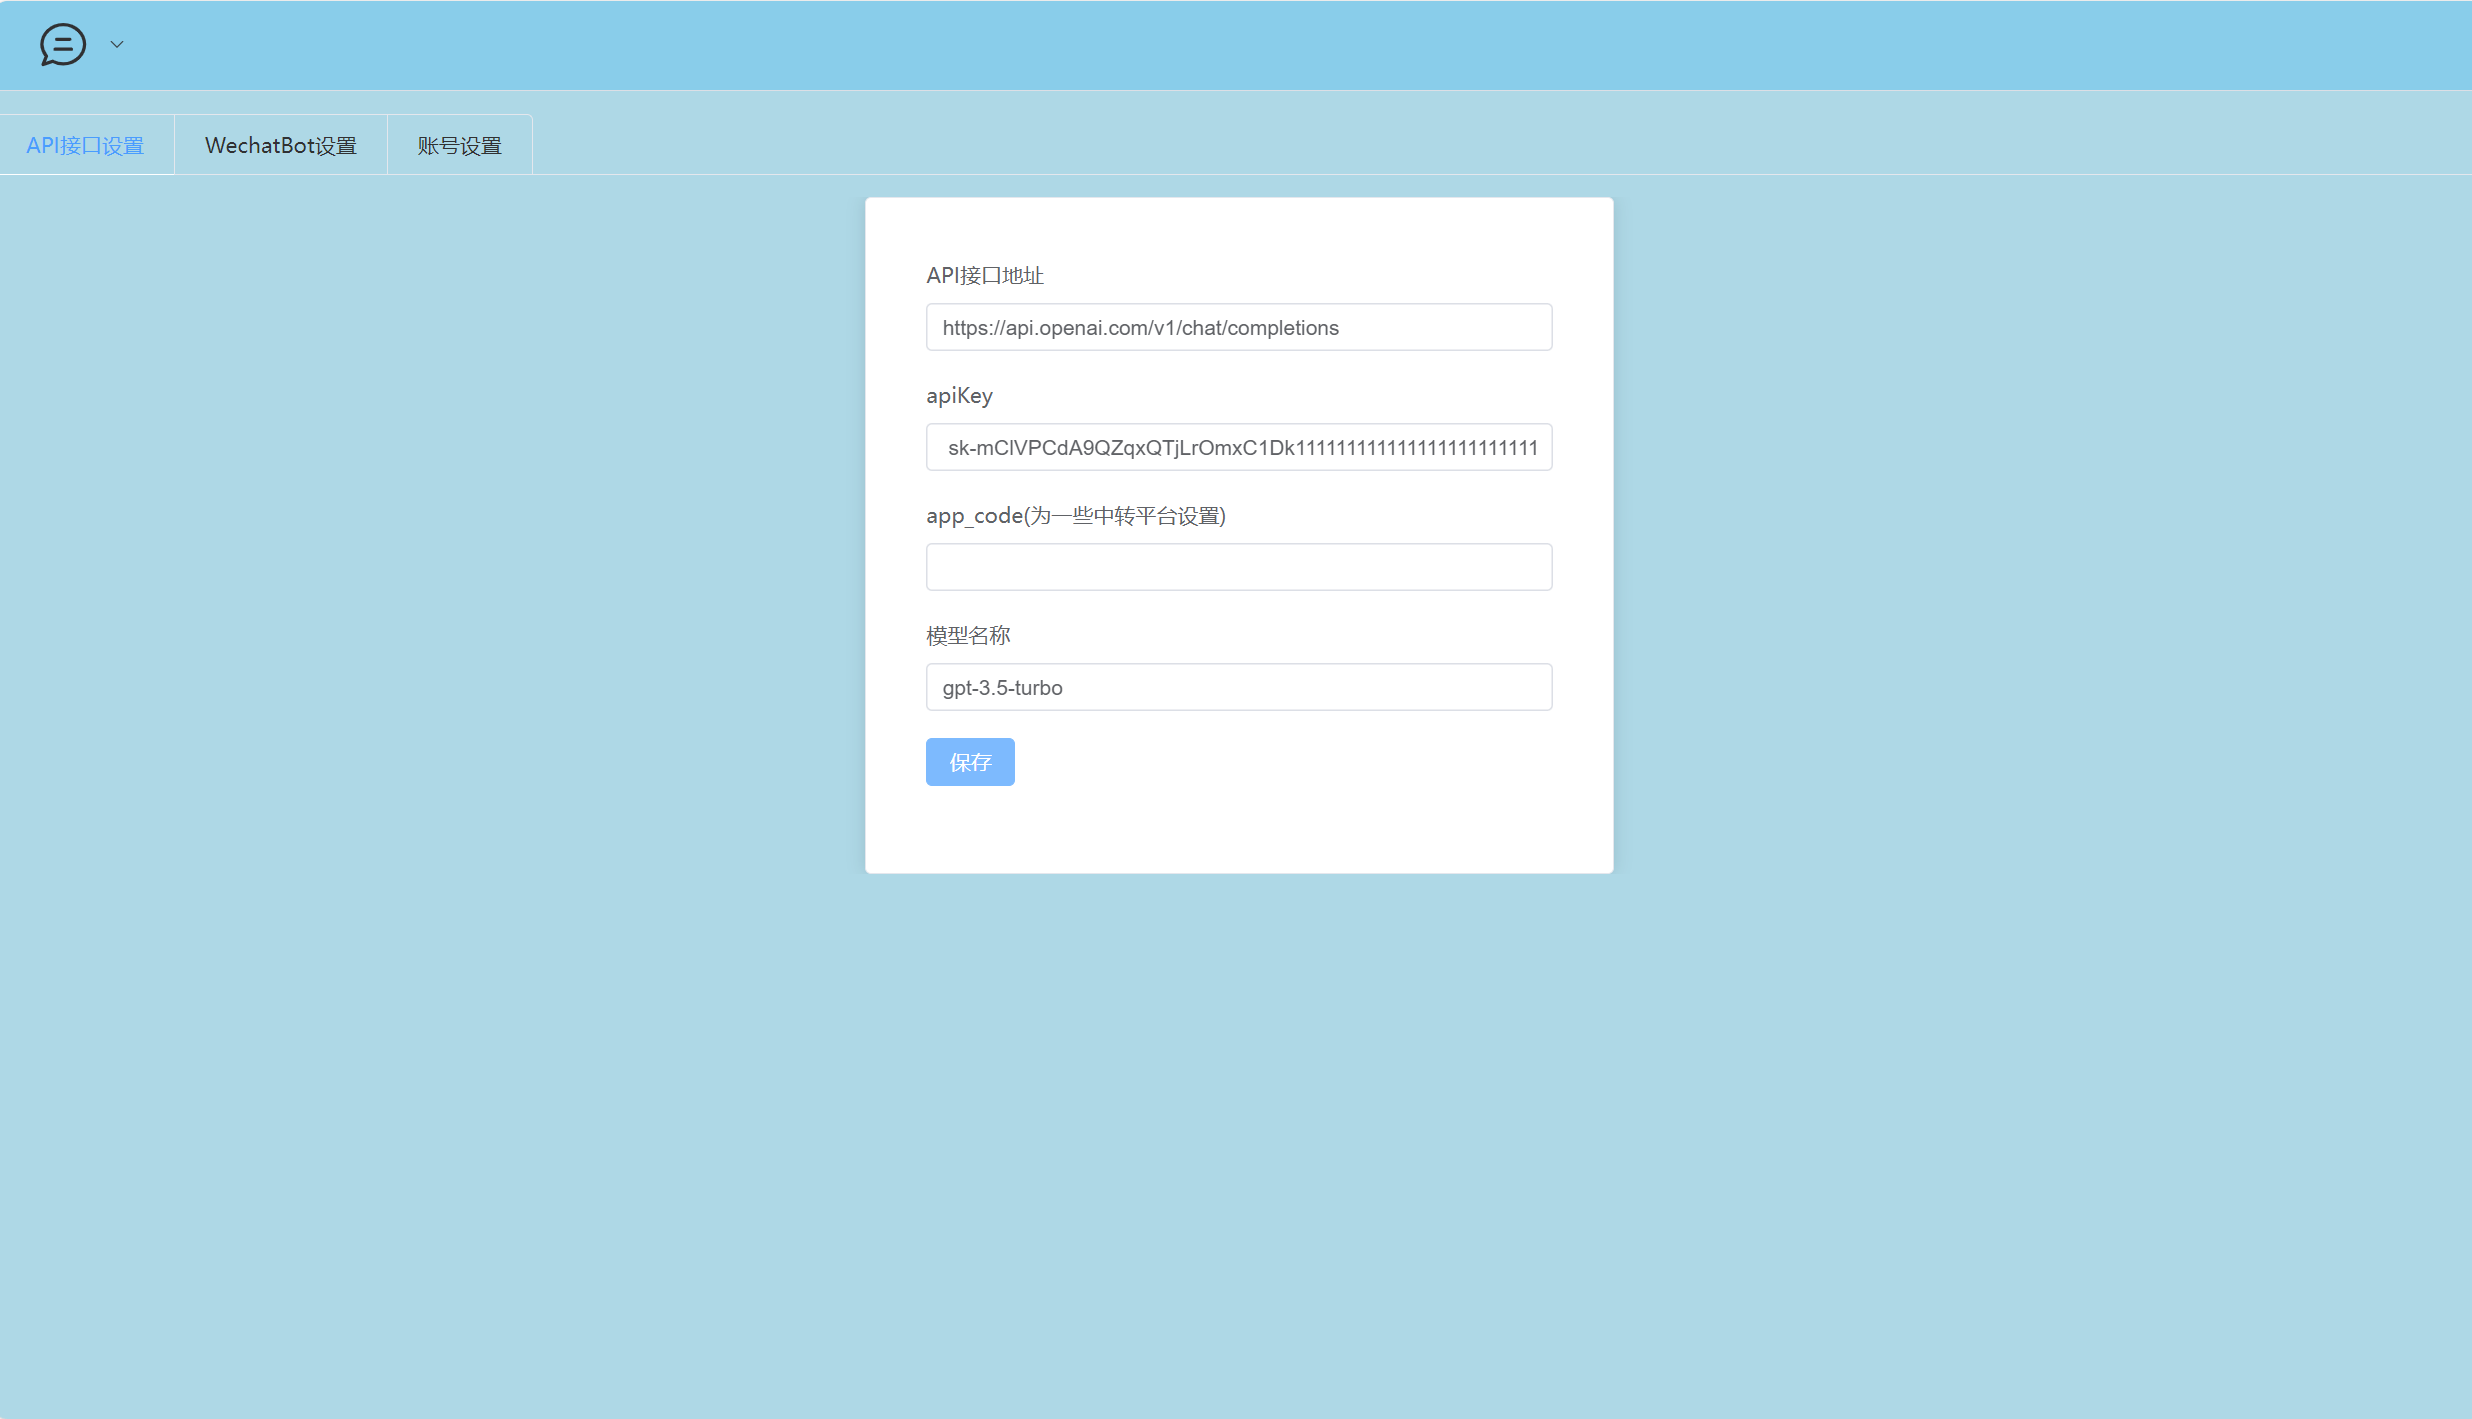 API接口设置
WechatBot设置
账号设置
API接口地址
https://api.openai.com/v1/chat/completions
apiKey
sk-mClVPCdA9QZqxQTjLrOmxC1Dk111111111111111111111111
app_code(为一些中转平台设置)
模型名称
gpt-3.5-turbo
保存